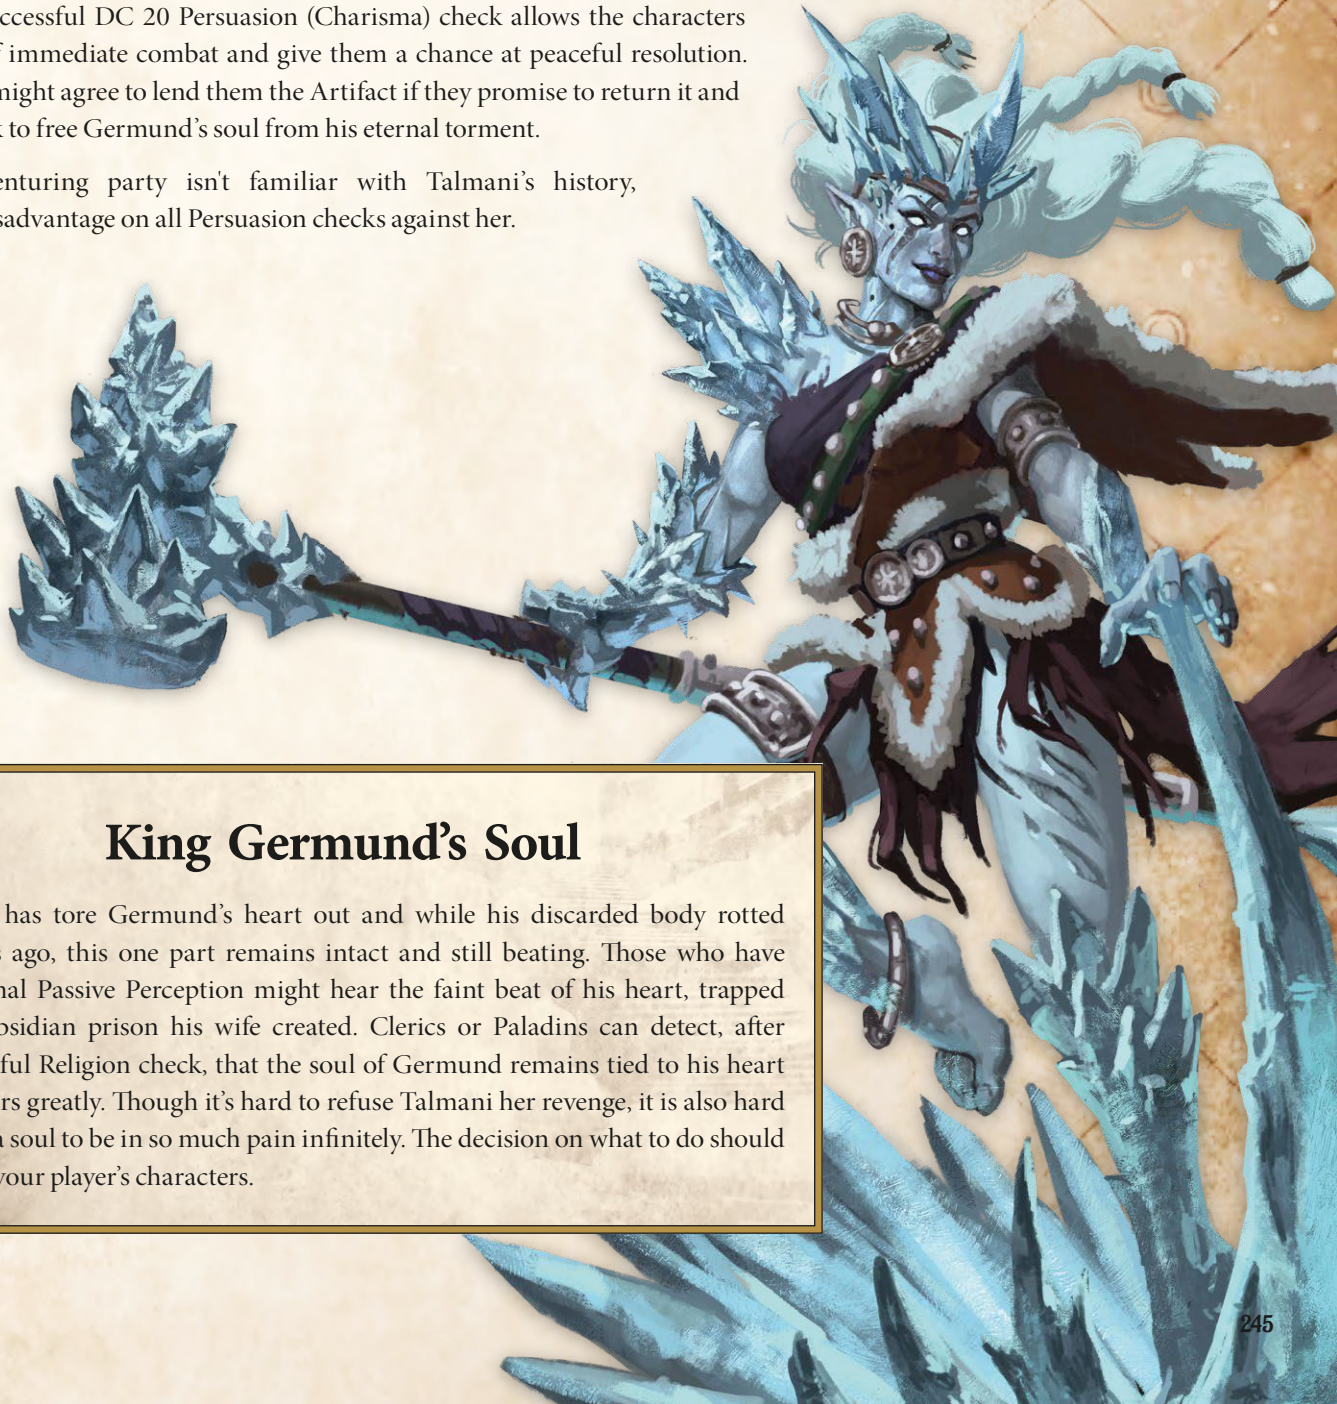 ccessful DC 20 Persuasion (Charisma) check allows the characters
immediate combat and give them a chance at peaceful resolution.
might agree to lend them the Artifact if they promise to return it and
to free Germund’s soul from his eternal torment.
enturing party isn't familiar with Talmani’s history,
sadvantage on all Persuasion checks against her.
King Germund’s Soul
has tore Germund’s heart out and while his discarded body rotted
ago, this one part remains intact and still beating. Those who have
nal Passive Perception might hear the faint beat of his heart, trapped
bsidian prison his wife created. Clerics or Paladins can detect, after
ful Religion check, that the soul of Germund remains tied to his heart
rs greatly. Though it’s hard to refuse Talmani her revenge, it is also hard
a soul to be in so much pain infinitely. The decision on what to do should
your player’s characters.
245